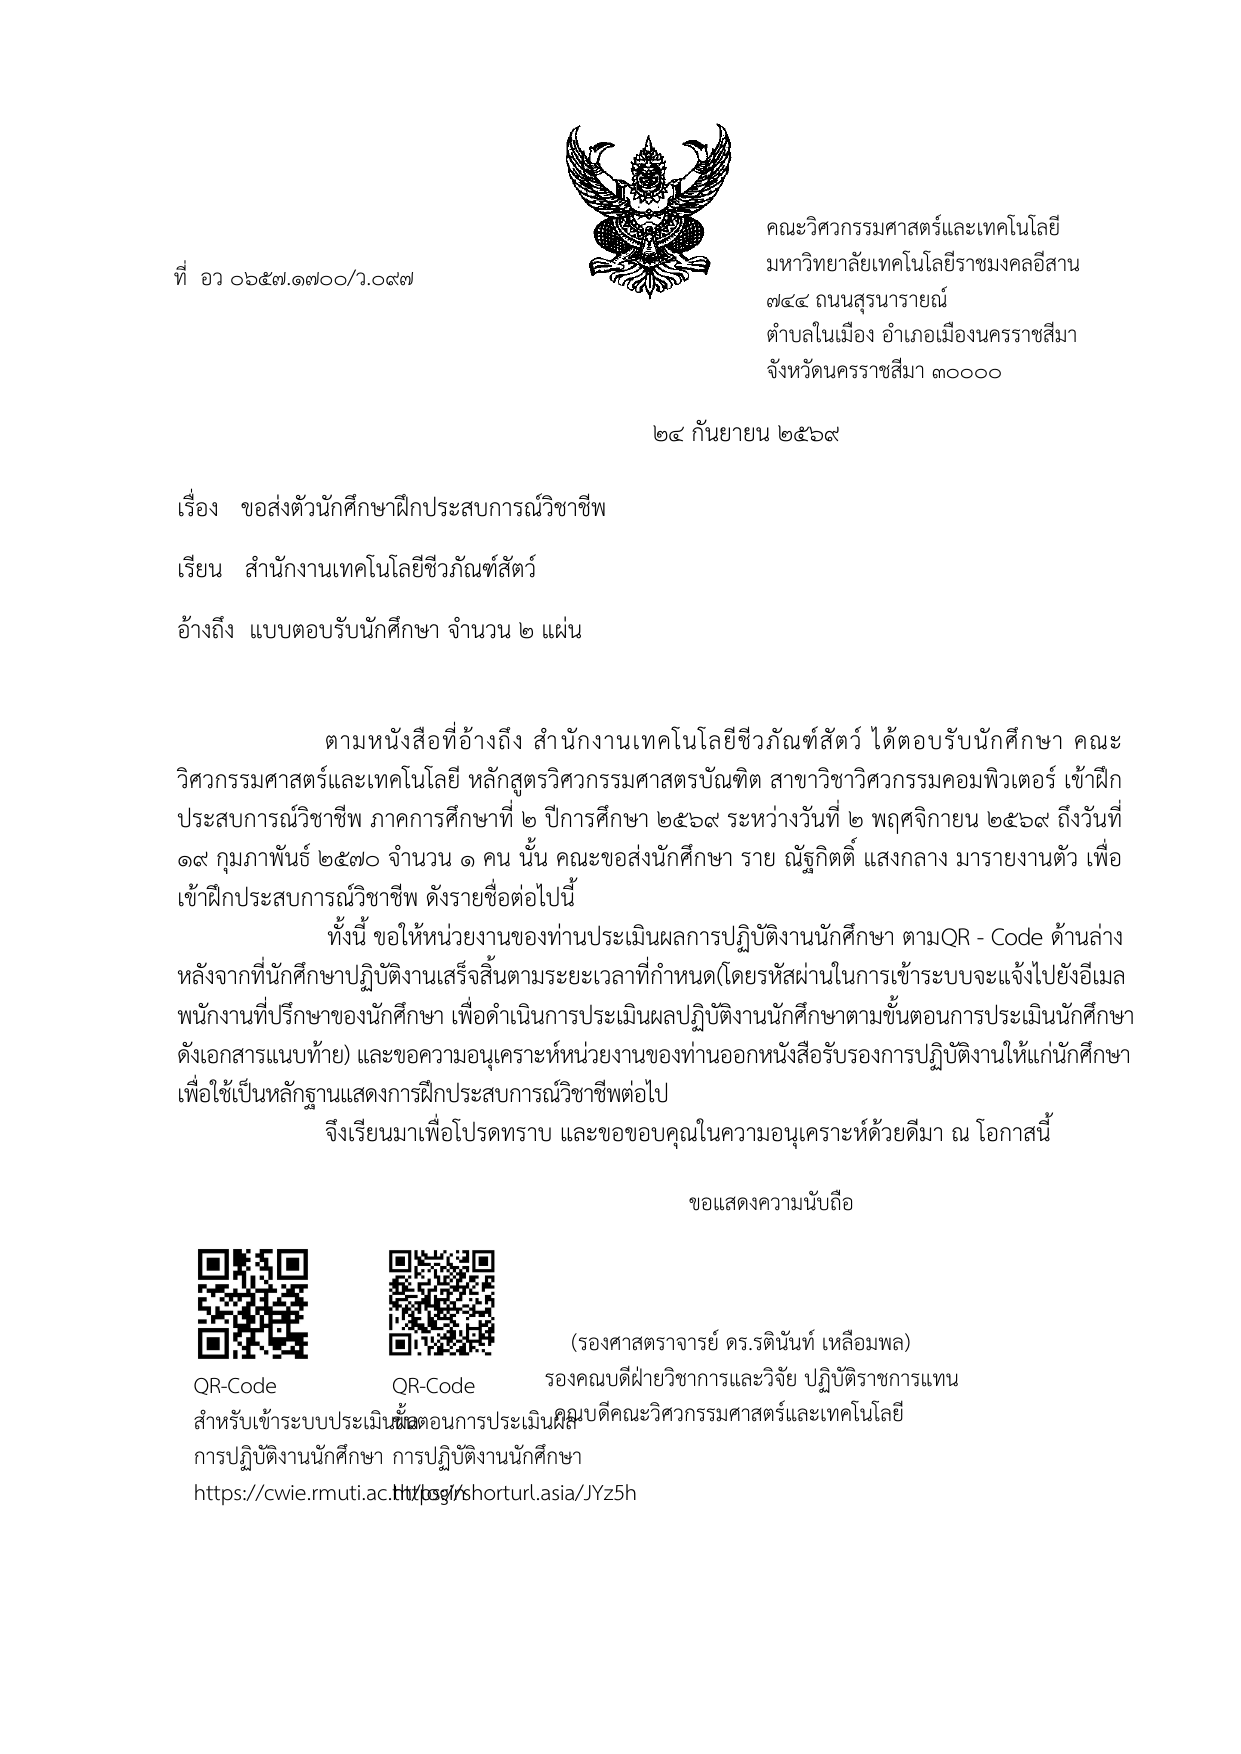 คณะวิศวกรรมศาสตร์และเทคโนโลยี
มหาวิทยาลัยเทคโนโลยีราชมงคลอีสาน
ที่ อว ๐๖๕๗.๑๗๐๐/ว.๐๙๗
๗๔๔ ถนนสุรนารายณ์
ตำบลในเมือง อำเภอเมืองนครราชสีมา
จังหวัดนครราชสีมา ๓๐๐๐๐
๒๔ กันยายน ๒๕๖๙
เรื่อง ขอส่งตัวนักศึกษาฝึกประสบการณ์วิชาชีพ
เรียน สำนักงานเทคโนโลยีชีวภัณฑ์สัตว์
อ้างถึง แบบตอบรับนักศึกษา จำนวน ๒ แผ่น
ตามหนังสือที่อ้างถึง สำนักงานเทคโนโลยีชีวภัณฑ์สัตว์ ได้ตอบรับนักศึกษา คณะ
วิศวกรรมศาสตร์และเทคโนโลยี หลักสูตรวิศวกรรมศาสตรบัณฑิต สาขาวิชาวิศวกรรมคอมพิวเตอร์ เข้าฝึก
ประสบการณ์วิชาชีพ ภาคการศึกษาที่ ๒ ปีการศึกษา ๒๕๖๙ ระหว่างวันที่ ๒ พฤศจิกายน ๒๕๖๙ ถึงวันที่
๑๙ กุมภาพันธ์ ๒๕๗๐ จำนวน ๑ คน นั้น คณะขอส่งนักศึกษา ราย ณัฐกิตติ์ แสงกลาง มารายงานตัว เพื่อ
เข้าฝึกประสบการณ์วิชาชีพ ดังรายชื่อต่อไปนี้
ทั้งนี้ ขอให้หน่วยงานของท่านประเมินผลการปฏิบัติงานนักศึกษา ตามQR - Code ด้านล่าง
หลังจากที่นักศึกษาปฏิบัติงานเสร็จสิ้นตามระยะเวลาที่กำหนด(โดยรหัสผ่านในการเข้าระบบจะแจ้งไปยังอีเมล
พนักงานที่ปรึกษาของนักศึกษา เพื่อดำเนินการประเมินผลปฏิบัติงานนักศึกษาตามขั้นตอนการประเมินนักศึกษา
ดังเอกสารแนบท้าย) และขอความอนุเคราะห์หน่วยงานของท่านออกหนังสือรับรองการปฏิบัติงานให้แก่นักศึกษา
เพื่อใช้เป็นหลักฐานแสดงการฝึกประสบการณ์วิชาชีพต่อไป
จึงเรียนมาเพื่อโปรดทราบ และขอขอบคุณในความอนุเคราะห์ด้วยดีมา ณ โอกาสนี้
ขอแสดงความนับถือ
(รองศาสตราจารย์ ดร.รตินันท์ เหลือมพล)
รองคณบดีฝ่ายวิชาการและวิจัย ปฏิบัติราชการแทน
คณบดีคณะวิศวกรรมศาสตร์และเทคโนโลยี
QR-Code
สำหรับเข้าระบบประเมินผล
การปฏิบัติงานนักศึกษา
https://cwie.rmuti.ac.th/login
QR-Code
ขั้นตอนการประเมินผล
การปฏิบัติงานนักศึกษา
https://shorturl.asia/JYz5h